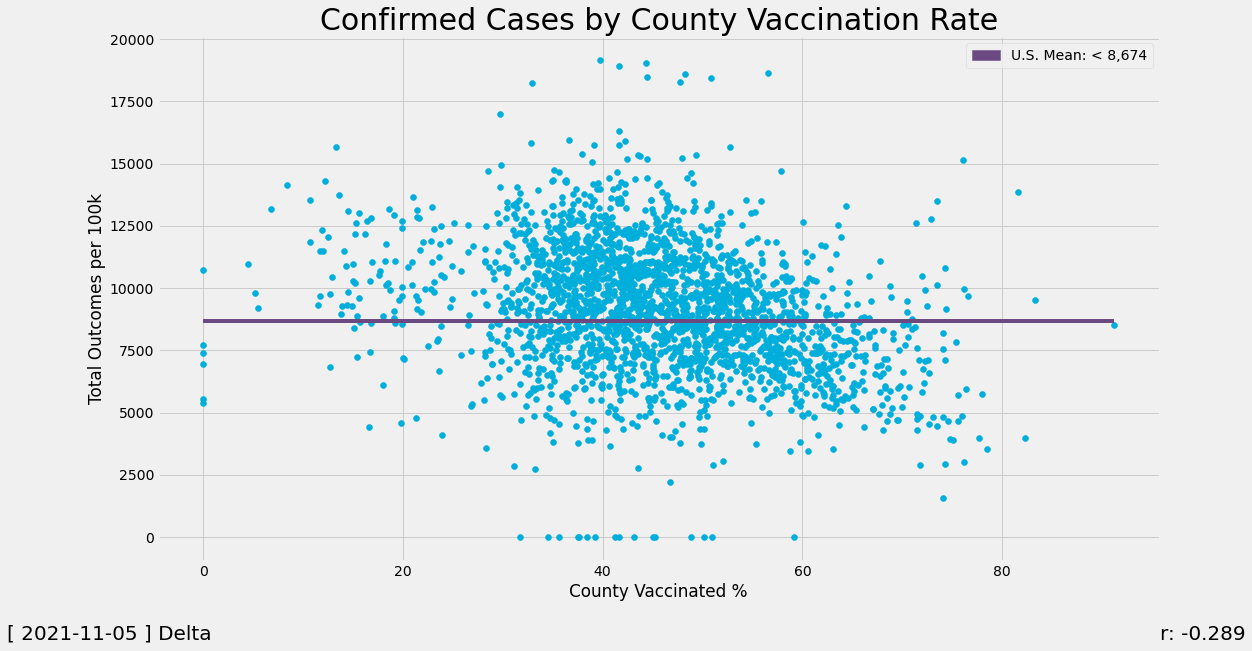 Confirmed Cases by County Vaccination Rate
U.S. Mean: < 8,674
Total Outcomes per 100k
20000
17500
15000
12500
10000
7500
5000
2500
0
0 20 40 60 80
County Vaccinated %
[ 2021-11-05 ] Delta
r: -0.289